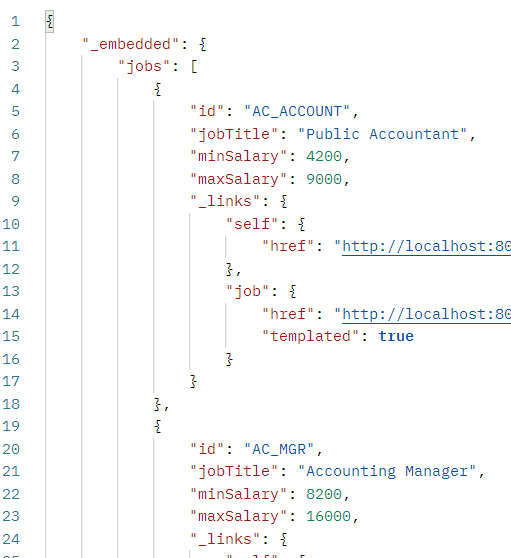 1 {
2 "_embedded": {
3 "jobs": [
4 {
5 "id": "AC_ACCOUNT",
6 "jobTitle": "Public Accountant",
7 "minSalary": 4200,
8 "maxSalary": 9000,
9 "_links": {
10 "self": {
11 "href": "http://localhost:80
12 },
13 "job": {
14 "href": "http://localhost:80
15 "templated": true
16 }
17 }
18 },
19 {
20 "id": "AC_MGR",
21 "jobTitle": "Accounting Manager",
22 "minSalary": 8200,
23 "maxSalary": 16000,
24 "_links": {